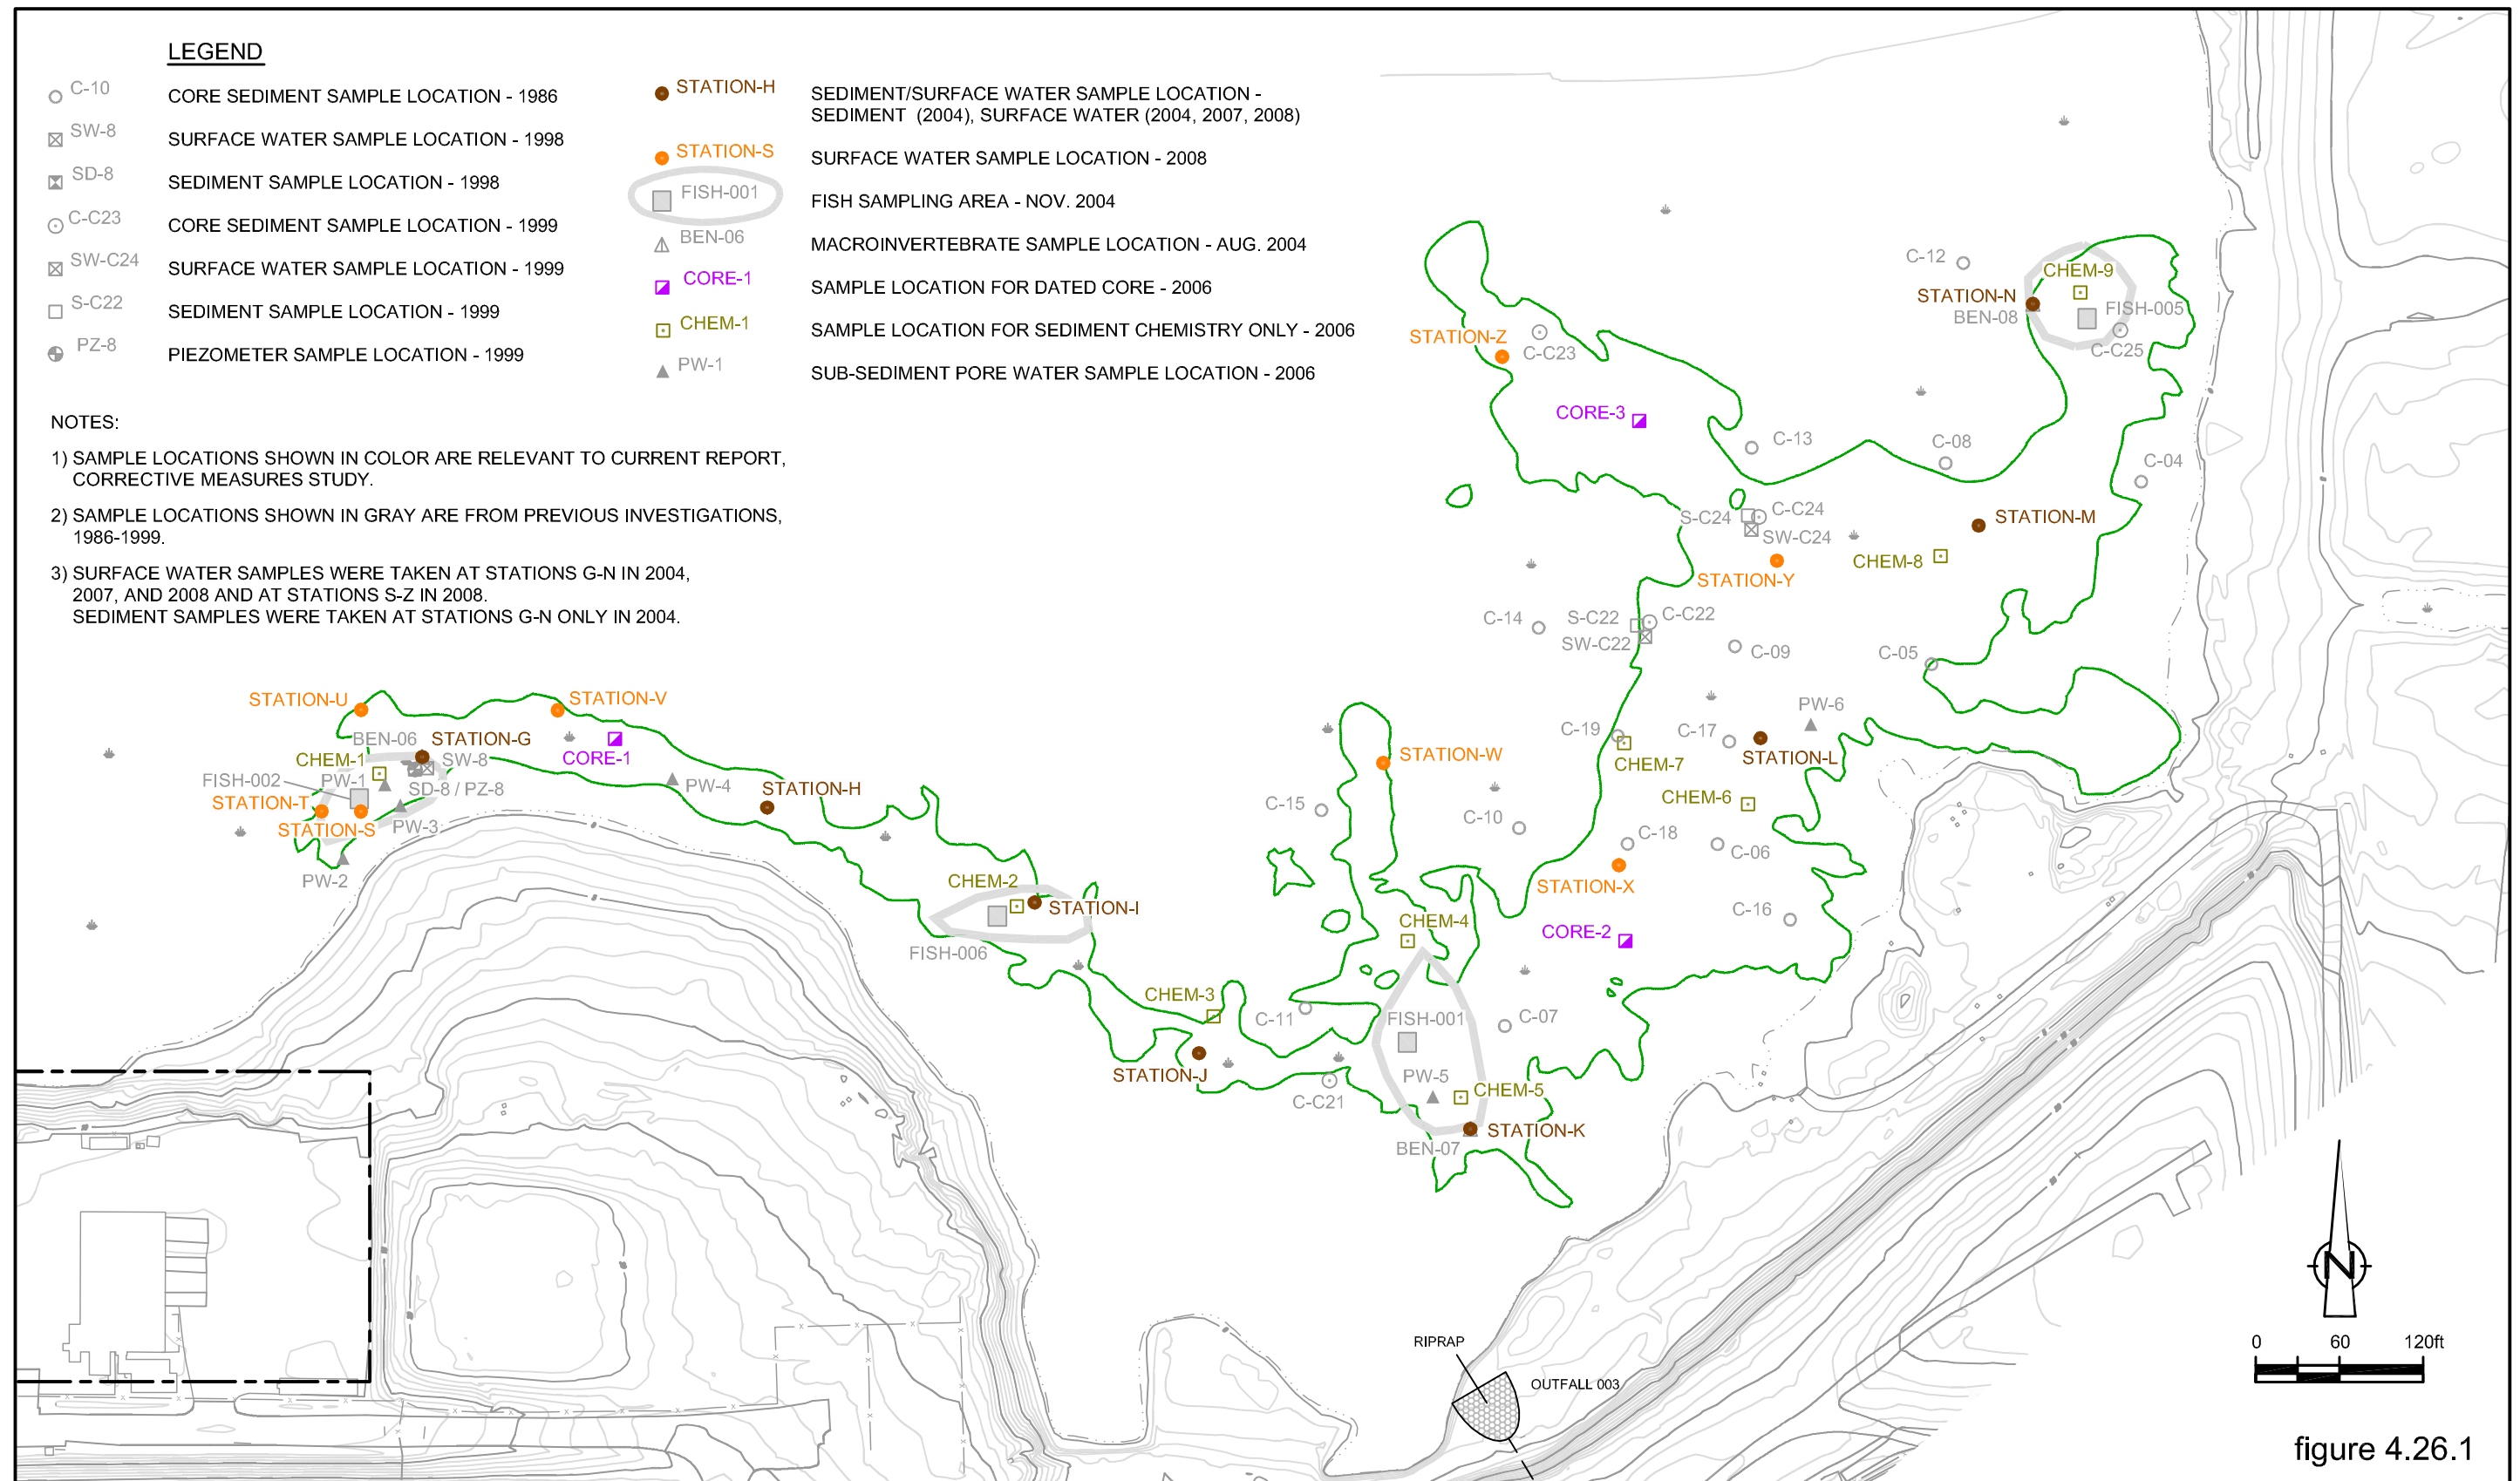 LEGEND
C-10
CORE SEDIMENT SAMPLE LOCATION - 1986
SW-8
SURFACE WATER SAMPLE LOCATION - 1998
SD-8
SEDIMENT SAMPLE LOCATION - 1998
C-C23
CORE SEDIMENT SAMPLE LOCATION - 1999
SW-C24
SURFACE WATER SAMPLE LOCATION - 1999
S-C22
SEDIMENT SAMPLE LOCATION - 1999
PZ-8
PIEZOMETER SAMPLE LOCATION - 1999
STATION-H
SEDIMENT/SURFACE WATER SAMPLE LOCATION -
SEDIMENT (2004), SURFACE WATER (2004, 2007, 2008)
STATION-S
SURFACE WATER SAMPLE LOCATION - 2008
FISH-001
FISH SAMPLING AREA - NOV. 2004
BEN-06
MACROINVERTEBRATE SAMPLE LOCATION - AUG. 2004
CORE-1
SAMPLE LOCATION FOR DATED CORE - 2006
CHEM-1
SAMPLE LOCATION FOR SEDIMENT CHEMISTRY ONLY - 2006
PW-1
SUB-SEDIMENT PORE WATER SAMPLE LOCATION - 2006
NOTES:
1) SAMPLE LOCATIONS SHOWN IN COLOR ARE RELEVANT TO CURRENT REPORT,
CORRECTIVE MEASURES STUDY.
2) SAMPLE LOCATIONS SHOWN IN GRAY ARE FROM PREVIOUS INVESTIGATIONS,
1986-1999.
3) SURFACE WATER SAMPLES WERE TAKEN AT STATIONS G-N IN 2004,
2007, AND 2008 AND AT STATIONS S-Z IN 2008.
SEDIMENT SAMPLES WERE TAKEN AT STATIONS G-N ONLY IN 2004.
C-12
CHEM-9
STATION-N
FISH-005
BEN-08
C-C25
STATION-Z
C-C23
CORE-3
C-13
C-08
C-04
S-C24
C-C24
SW-C24
STATION-M
CHEM-8
STATION-Y
C-14
S-C22
C-C22
SW-C22
C-09
C-05
STATION-U
STATION-V
BEN-06
STATION-G
CHEM-1
SW-8
CORE-1
FISH-002
PW-1
SD-8 / PZ-8
PW-4
STATION-T
STATION-S
PW-3
PW-2
STATION-H
STATION-W
C-19
C-17
PW-6
CHEM-7
STATION-L
CHEM-6
C-15
C-10
C-18
C-06
STATION-X
CHEM-2
STATION-I
FISH-006
CHEM-4
CORE-2
C-16
CHEM-3
C-11
FISH-001
C-07
STATION-J
C-C21
PW-5
CHEM-5
STATION-K
BEN-07
RIPRAP
OUTFALL 003
N
0 60 120ft
figure 4.26.1